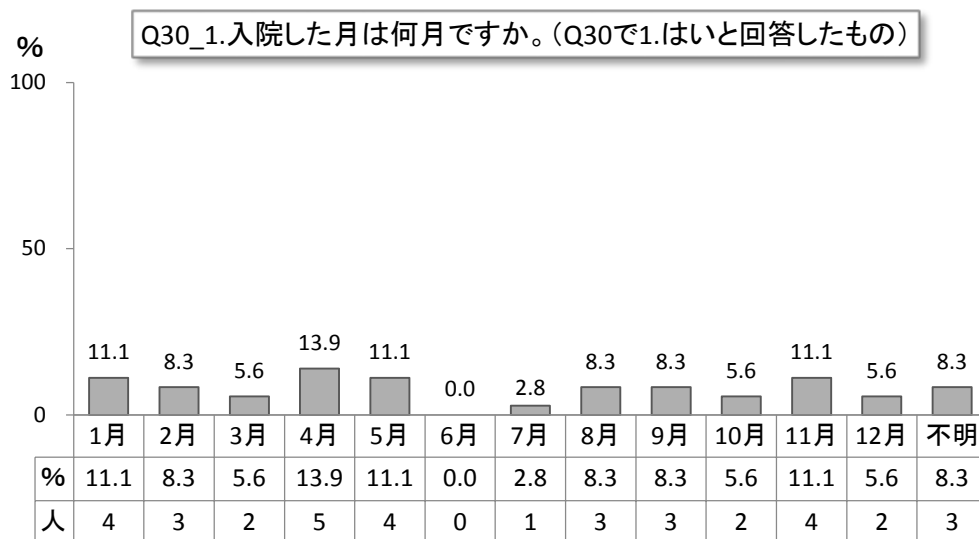 Q30_1.入院した月は何月ですか。(Q30で1.はいと回答したもの)
%
100
50
0
11.1 8.3 5.6 13.9 11.1 0.0 2.8 8.3 8.3 5.6 11.1 5.6 8.3
1月 2月 3月 4月 5月 6月 7月 8月 9月 10月 11月 12月 不明
% 11.1 8.3 5.6 13.9 11.1 0.0 2.8 8.3 8.3 5.6 11.1 5.6 8.3
人 4 3 2 5 4 0 1 3 3 2 4 2 3